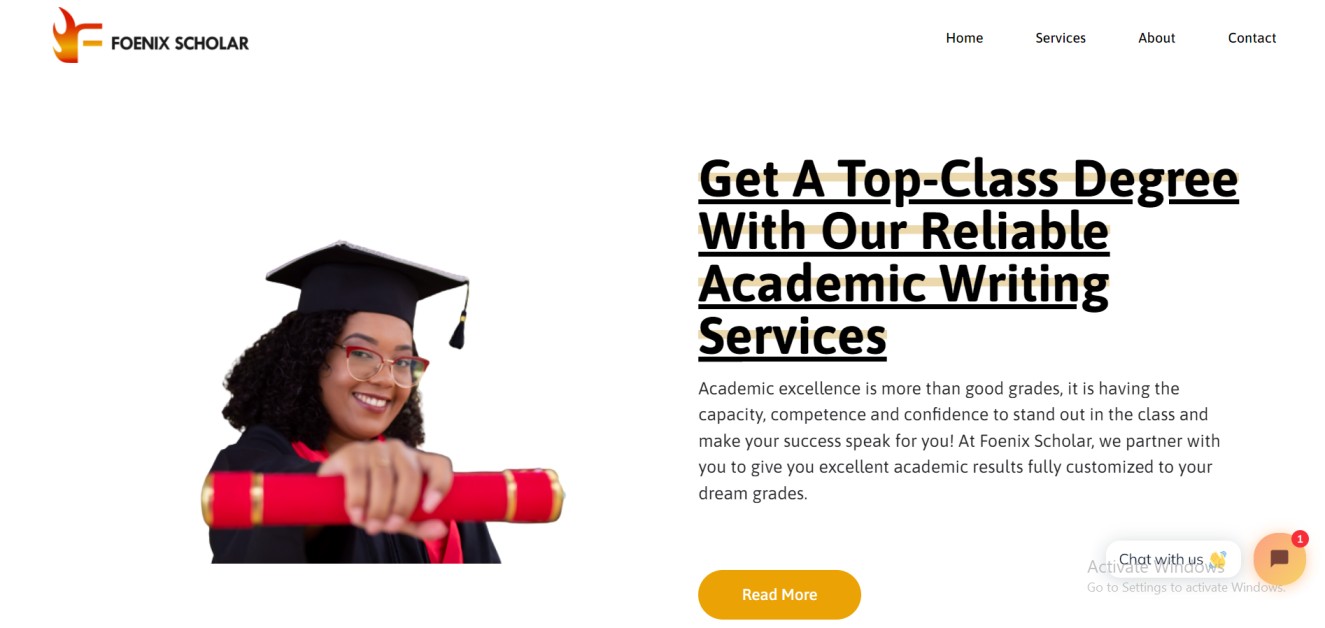 FOENIX SCHOLAR
Home
Services
About
Contact
Get A Top-Class Degree
With Our Reliable
Academic Writing
Services
Academic excellence is more than good grades, it is having the
capacity, competence and confidence to stand out in the class and
make your success speak for you! At Foenix Scholar, we partner with
you to give you excellent academic results fully customized to your
dream grades.
Read More
Chat with us 👋
1
Activate Windows
Go to Settings to activate Windows.